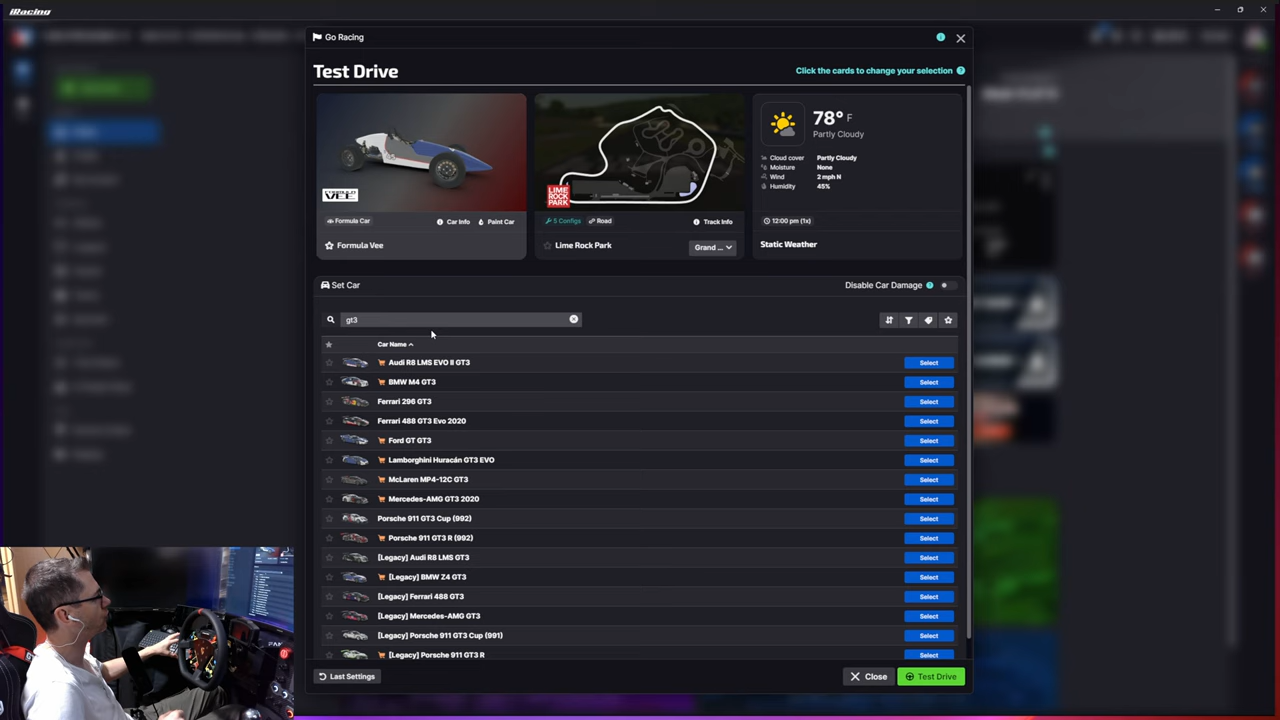 iRacing
Go Racing
Test Drive
Click the cards to change your selection
FORMULA VEE
Formula Car
Car Info
Paint Car
Formula Vee
LIME ROCK PARK
5 Configs
Road
Track Info
Lime Rock Park
Grand ...
78° F
Partly Cloudy
Cloud cover Partly Cloudy
Moisture None
Wind 2 mph N
Humidity 45%
12:00 pm (1x)
Static Weather
Set Car
Disable Car Damage
gt3
Car Name
Audi R8 LMS EVO II GT3 Select
BMW M4 GT3 Select
Ferrari 296 GT3 Select
Ferrari 488 GT3 Evo 2020 Select
Ford GT GT3 Select
Lamborghini Huracán GT3 EVO Select
McLaren MP4-12C GT3 Select
Mercedes-AMG GT3 2020 Select
Porsche 911 GT3 Cup (992) Select
Porsche 911 GT3 R (992) Select
[Legacy] Audi R8 LMS GT3 Select
[Legacy] BMW Z4 GT3 Select
[Legacy] Ferrari 488 GT3 Select
[Legacy] Mercedes-AMG GT3 Select
[Legacy] Porsche 911 GT3 Cup (991) Select
[Legacy] Porsche 911 GT3 R Select
Last Settings
Close
Test Drive